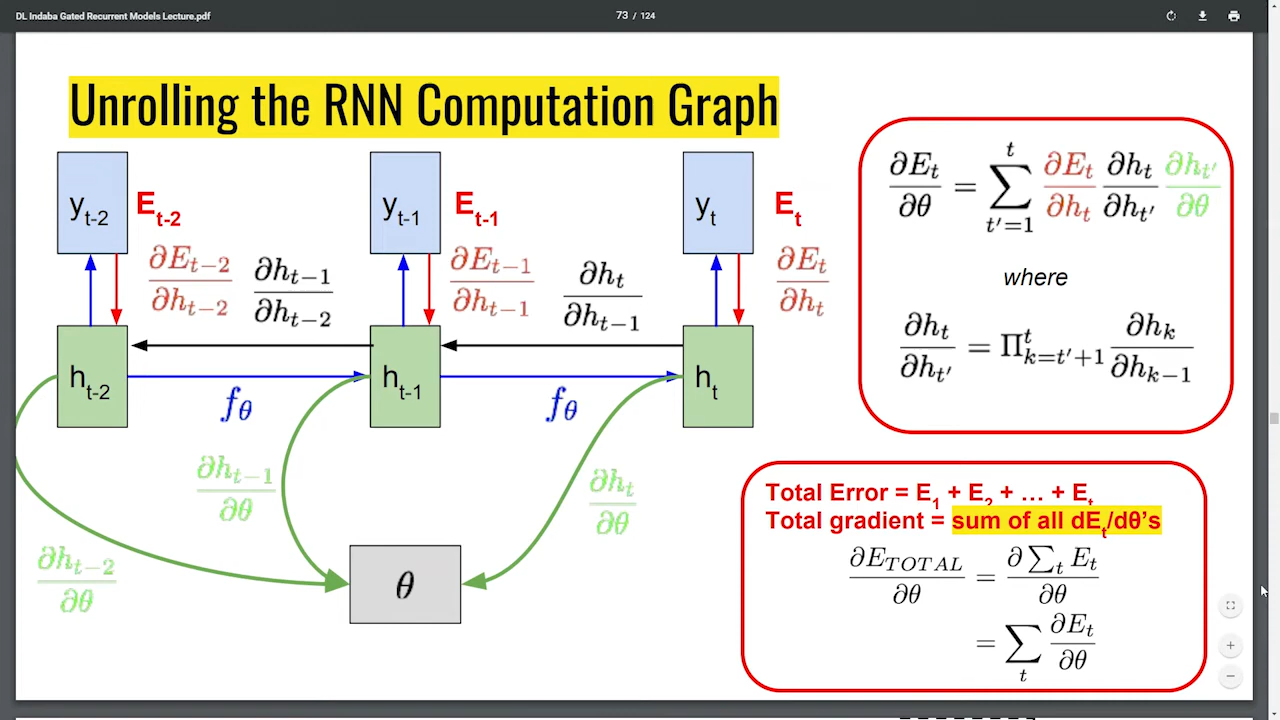 DL Indaba Gated Recurrent Models Lecture.pdf
73 / 124
Unrolling the RNN Computation Graph
y_{t-2} E_{t-2} y_{t-1} E_{t-1} y_t E_t
∂E_{t-2}/∂h_{t-2} ∂h_{t-1}/∂h_{t-2} ∂E_{t-1}/∂h_{t-1} ∂h_t/∂h_{t-1} ∂E_t/∂h_t
h_{t-2} h_{t-1} h_t
f_θ f_θ
∂h_{t-2}/∂θ ∂h_{t-1}/∂θ ∂h_t/∂θ
θ
∂E_t/∂θ = ∑_{t'=1}^{t} ∂E_t/∂h_t ∂h_t/∂h_{t'} ∂h_{t'}/∂θ
where
∂h_t/∂h_{t'} = Π_{k=t'+1}^{t} ∂h_k/∂h_{k-1}
Total Error = E_1 + E_2 + … + E_t
Total gradient = sum of all dE_t/dθ's
∂E_{TOTAL}/∂θ = ∂∑_t E_t/∂θ
= ∑_t ∂E_t/∂θ